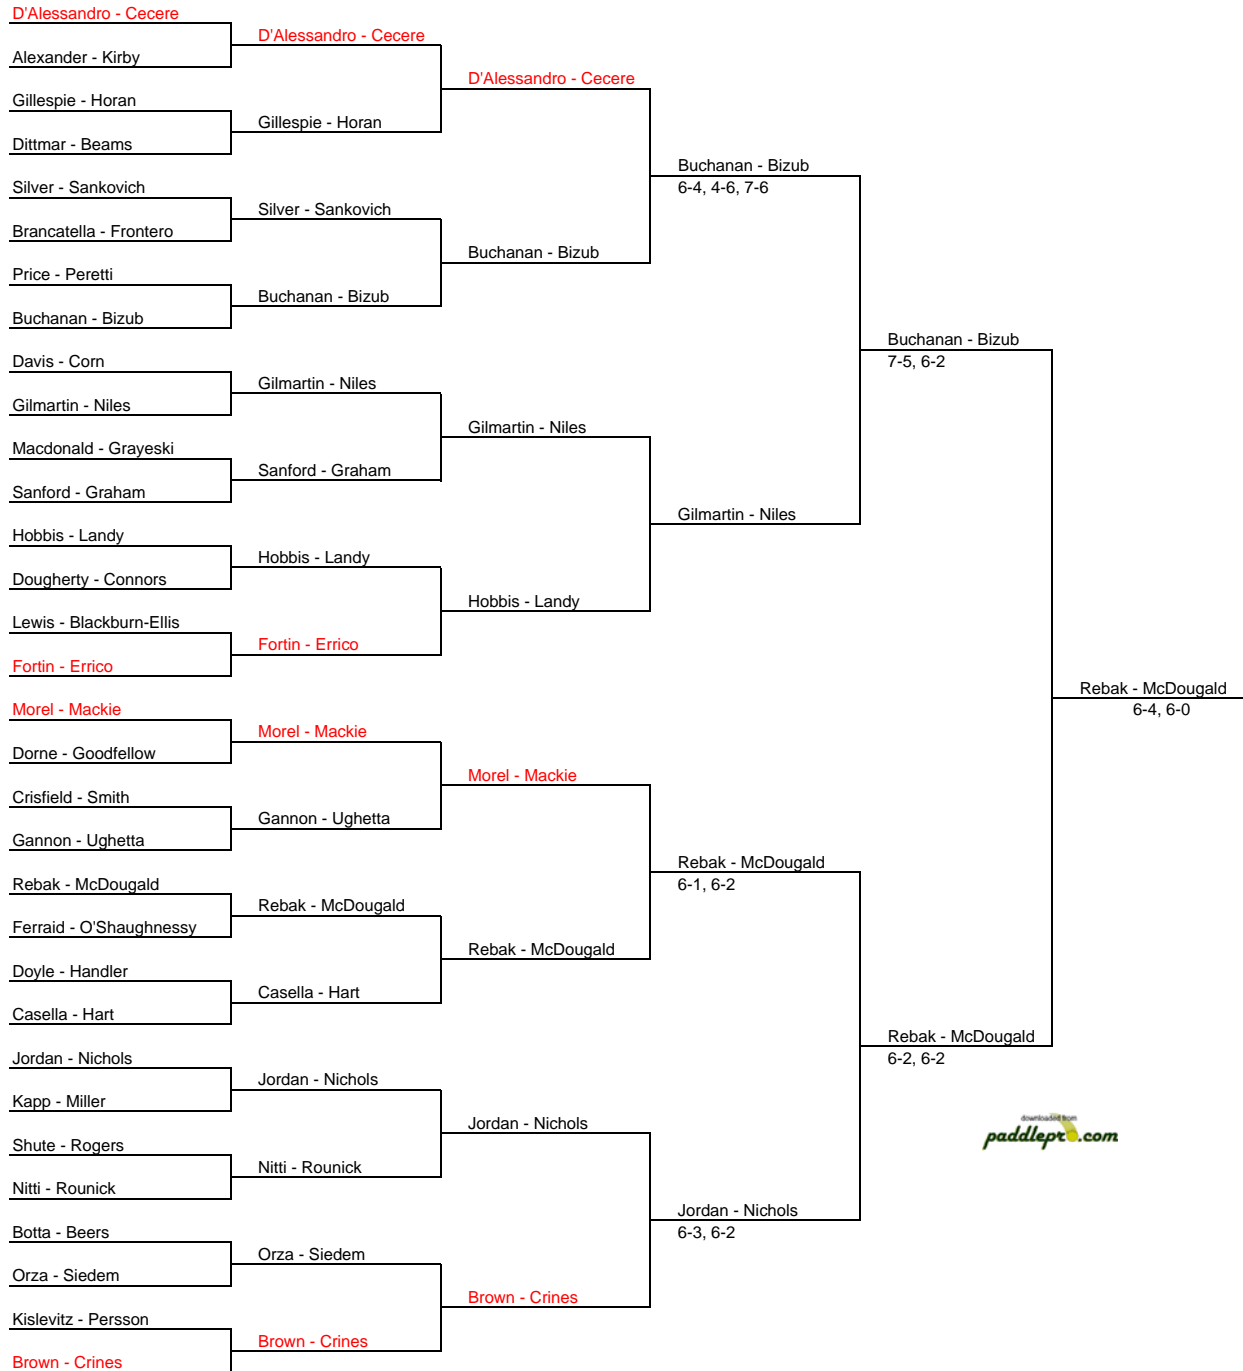 D'Alessandro - Cecere
Alexander - Kirby
Gillespie - Horan
Dittmar - Beams
Silver - Sankovich
Brancatella - Frontero
Price - Peretti
Buchanan - Bizub
Davis - Corn
Gilmartin - Niles
Macdonald - Grayeski
Sanford - Graham
Hobbis - Landy
Dougherty - Connors
Lewis - Blackburn-Ellis
Fortin - Errico
Morel - Mackie
Dorne - Goodfellow
Crisfield - Smith
Gannon - Ughetta
Rebak - McDougald
Ferraid - O'Shaughnessy
Doyle - Handler
Casella - Hart
Jordan - Nichols
Kapp - Miller
Shute - Rogers
Nitti - Rounick
Botta - Beers
Orza - Siedem
Kislevitz - Persson
Brown - Crines
D'Alessandro - Cecere
Gillespie - Horan
Silver - Sankovich
Buchanan - Bizub
Gilmartin - Niles
Sanford - Graham
Hobbis - Landy
Fortin - Errico
Morel - Mackie
Gannon - Ughetta
Rebak - McDougald
Casella - Hart
Jordan - Nichols
Nitti - Rounick
Orza - Siedem
Brown - Crines
D'Alessandro - Cecere
Buchanan - Bizub
Gilmartin - Niles
Hobbis - Landy
Morel - Mackie
Rebak - McDougald
Jordan - Nichols
Brown - Crines
Buchanan - Bizub
6-4, 4-6, 7-6
Gilmartin - Niles
Rebak - McDougald
6-1, 6-2
Jordan - Nichols
6-3, 6-2
Buchanan - Bizub
7-5, 6-2
Rebak - McDougald
6-2, 6-2
Rebak - McDougald
6-4, 6-0
downloaded from
paddlepro.com